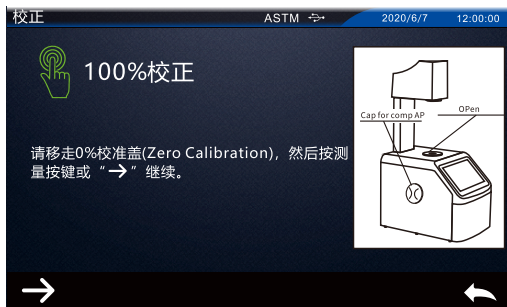 校正 ASTM 2020/6/7 12:00:00
100%校正
请移走0%校准盖(Zero Calibration)，然后按测
量按键或“→”继续。
Cap for comp AP
OPen